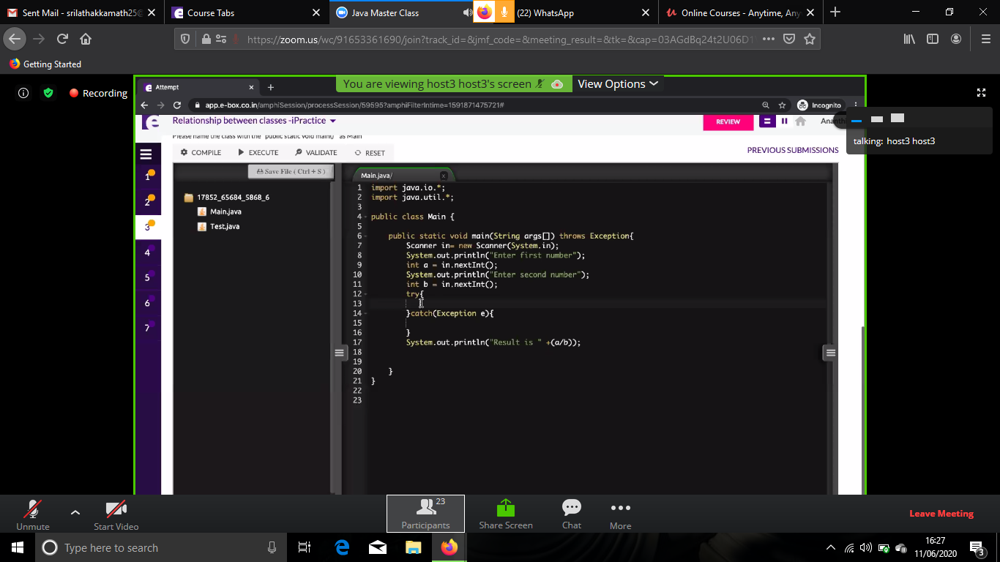 Sent Mail - srilathakkamath25@
Course Tabs
Java Master Class
(22) WhatsApp
Online Courses - Anytime, Any
https://zoom.us/wc/91653361690/join?track_id=&jmf_code=&meeting_result=&tk=&cap=03AGdBq24t2U06D1
Getting Started
Recording
Attempt
You are viewing host3 host3's screen
View Options
app.e-box.co.in/amphiSession/processSession/59595?amphiFilterIntime=1591871475721#
Incognito
Relationship between classes -iPractice
REVIEW
Ananth
talking: host3 host3
Please name the class with the "public static void main()" as Main
COMPILE
EXECUTE
VALIDATE
RESET
PREVIOUS SUBMISSIONS
Save File ( Ctrl + S )
Main.java/
x
17852_65684_5868_6
Main.java
Test.java
1
2
3
4
5
6
7
1 import java.io.*;
2 import java.util.*;
3
4 public class Main {
5
6 public static void main(String args[]) throws Exception{
7 Scanner in= new Scanner(System.in);
8 System.out.println("Enter first number");
9 int a = in.nextInt();
10 System.out.println("Enter second number");
11 int b = in.nextInt();
12 try{
13
14 }catch(Exception e){
15
16 }
17 System.out.println("Result is " +(a/b));
18
19
20 }
21 }
22
23
Unmute
Start Video
23
Participants
Share Screen
Chat
More
Leave Meeting
Type here to search
16:27
11/06/2020
3